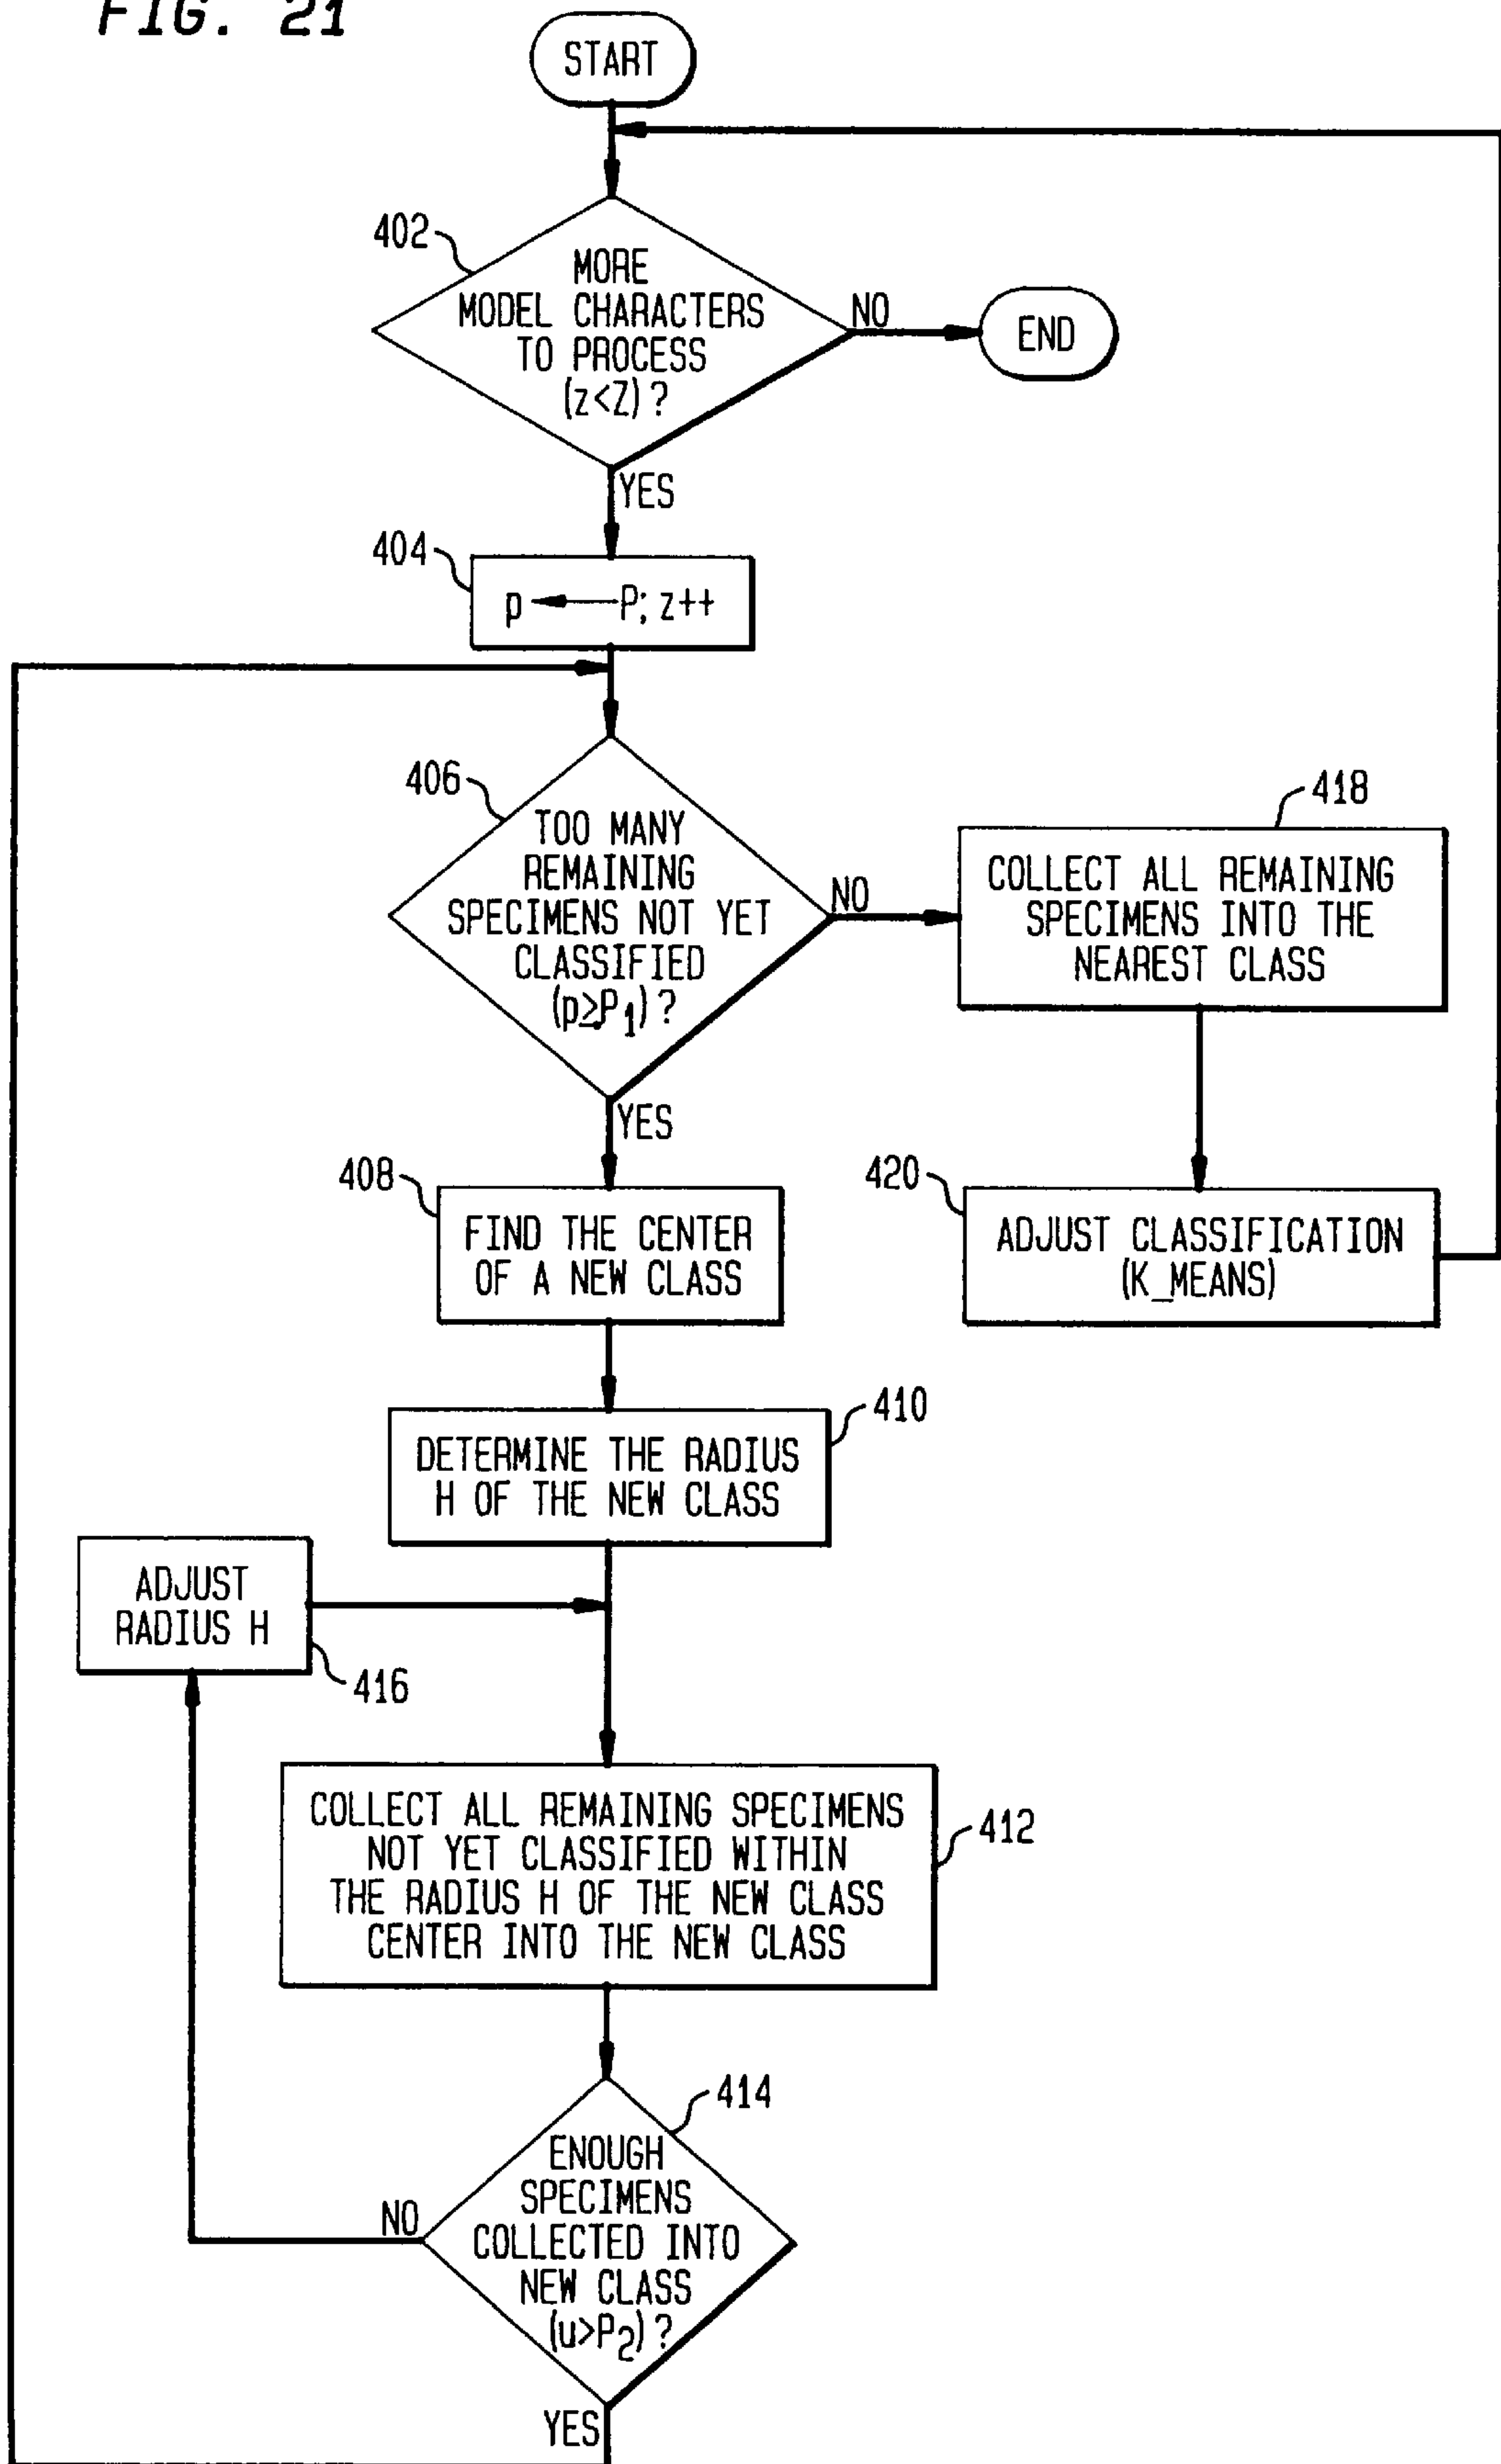 FIG. 21
START
402
MORE
MODEL CHARACTERS
TO PROCESS
(z<Z)?
NO
END
YES
404
p ← P; z++
406
TOO MANY
REMAINING
SPECIMENS NOT YET
CLASSIFIED
(p≥P1)?
NO
418
COLLECT ALL REMAINING
SPECIMENS INTO THE
NEAREST CLASS
YES
408
FIND THE CENTER
OF A NEW CLASS
420
ADJUST CLASSIFICATION
(K_MEANS)
410
DETERMINE THE RADIUS
H OF THE NEW CLASS
ADJUST
RADIUS H
416
COLLECT ALL REMAINING SPECIMENS
NOT YET CLASSIFIED WITHIN
THE RADIUS H OF THE NEW CLASS
CENTER INTO THE NEW CLASS
412
414
ENOUGH
SPECIMENS
COLLECTED INTO
NEW CLASS
(u>P2)?
NO
YES